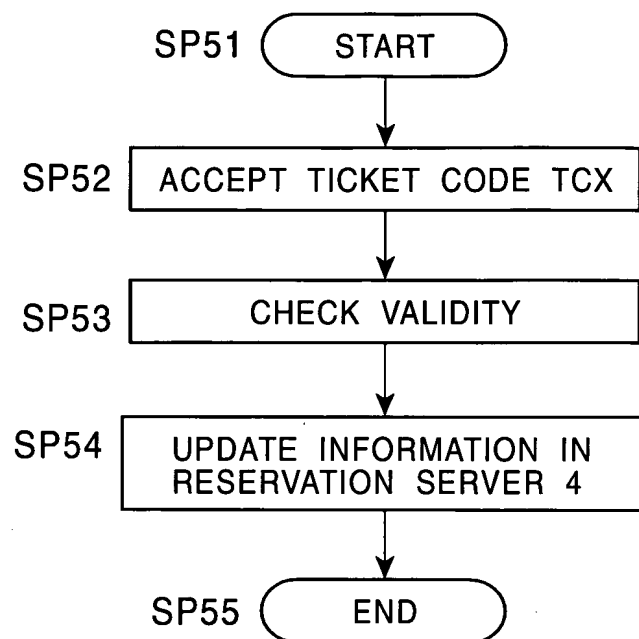 SP51 START
SP52 ACCEPT TICKET CODE TCX
SP53 CHECK VALIDITY
SP54 UPDATE INFORMATION IN
RESERVATION SERVER 4
SP55 END